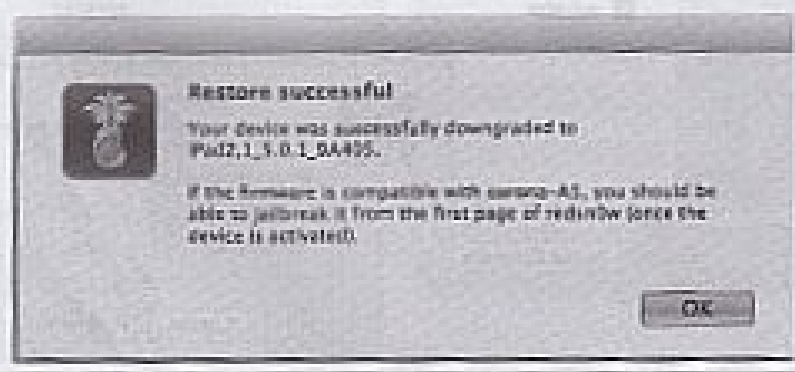 Restore successful
Your device was successfully downgraded to
iPad2,1_5.0.1_9A405.
If the firmware is compatible with corona-A5, you should be
able to jailbreak it from the first page of redsn0w (once the
device is activated).
OK